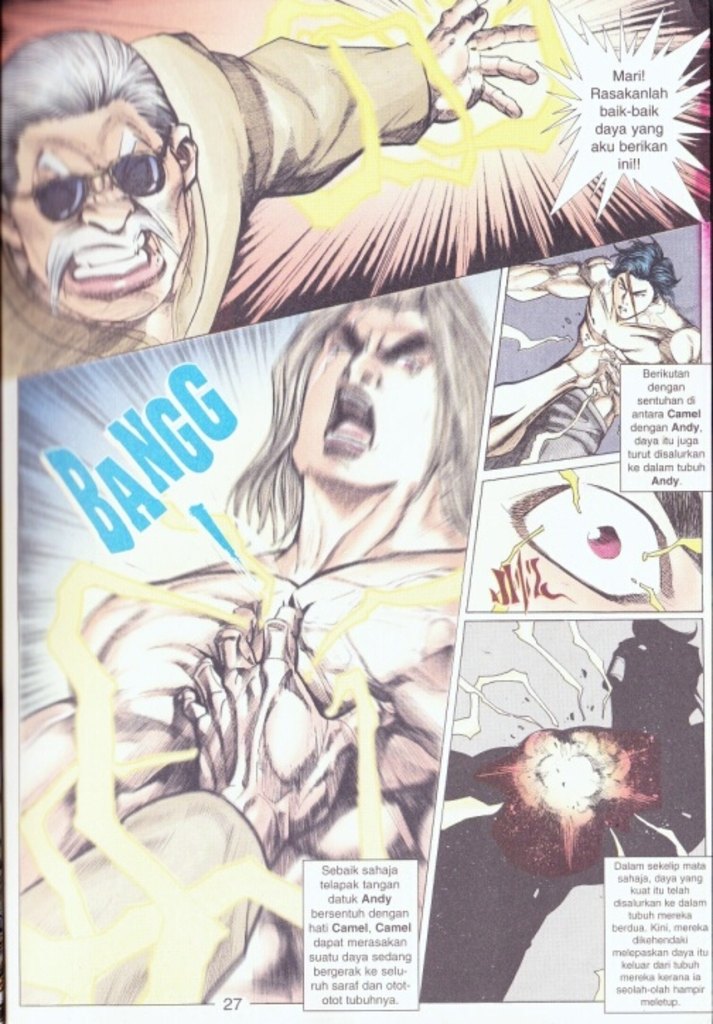 Mari!
Rasakanlah
baik-baik
daya yang
aku berikan
ini!!
BANGG
!
Berikutan
dengan
sentuhan di
antara Camel
dengan Andy,
daya itu juga
turut disalurkan
ke dalam tubuh
Andy.
Sebaik sahaja
telapak tangan
datuk Andy
bersentuh dengan
hati Camel, Camel
dapat merasakan
suatu daya sedang
bergerak ke selu-
ruh saraf dan otot-
otot tubuhnya.
Dalam sekelip mata
sahaja, daya yang
kuat itu telah
disalurkan ke dalam
tubuh mereka
berdua. Kini, mereka
dikehendaki
melepaskan daya itu
keluar dari tubuh
mereka kerana ia
seolah-olah hampir
meletup.
27